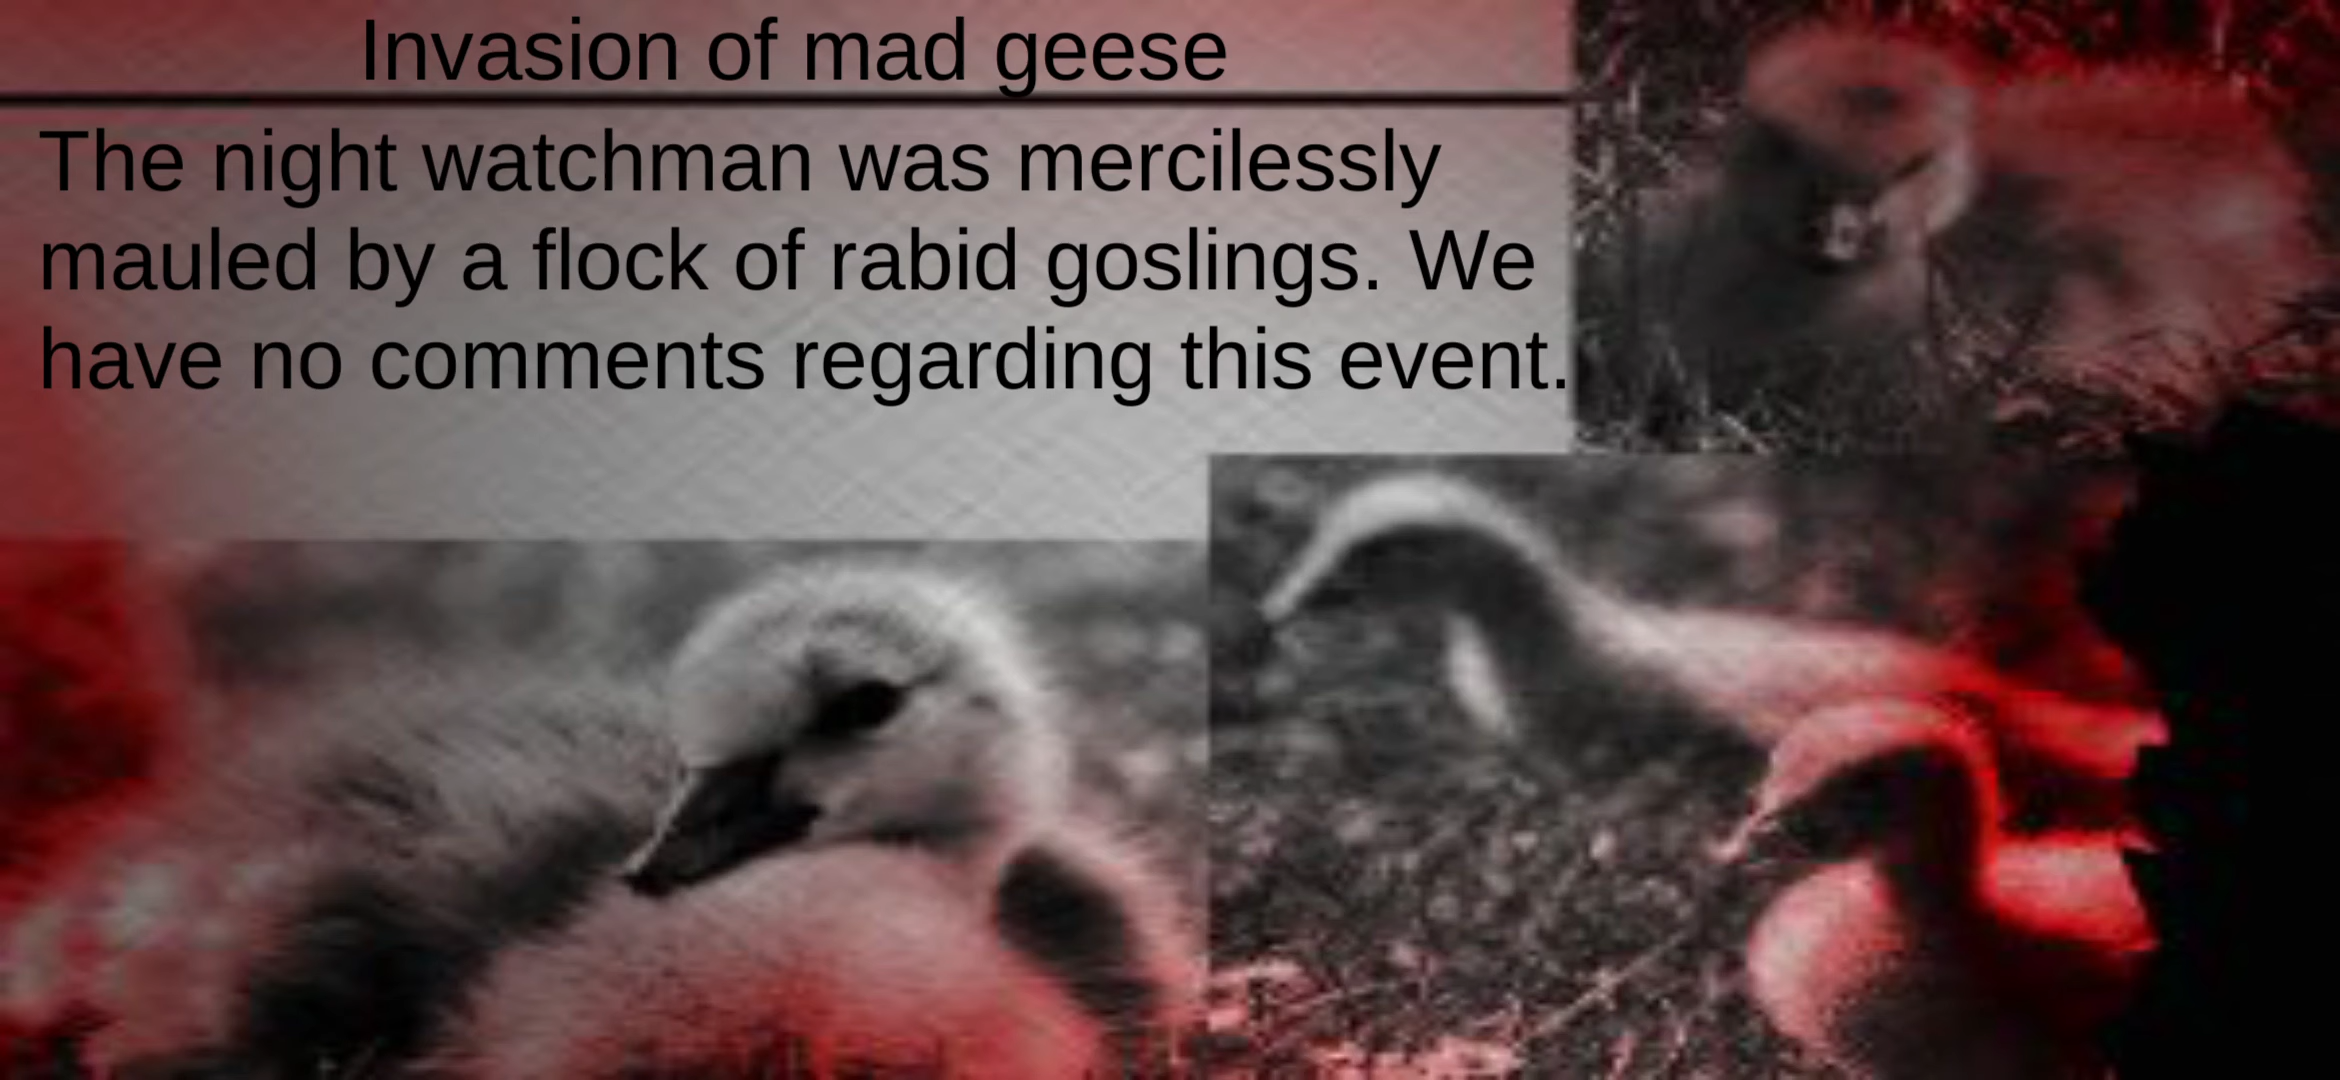 Invasion of mad geese
The night watchman was mercilessly
mauled by a flock of rabid goslings. We
have no comments regarding this event.